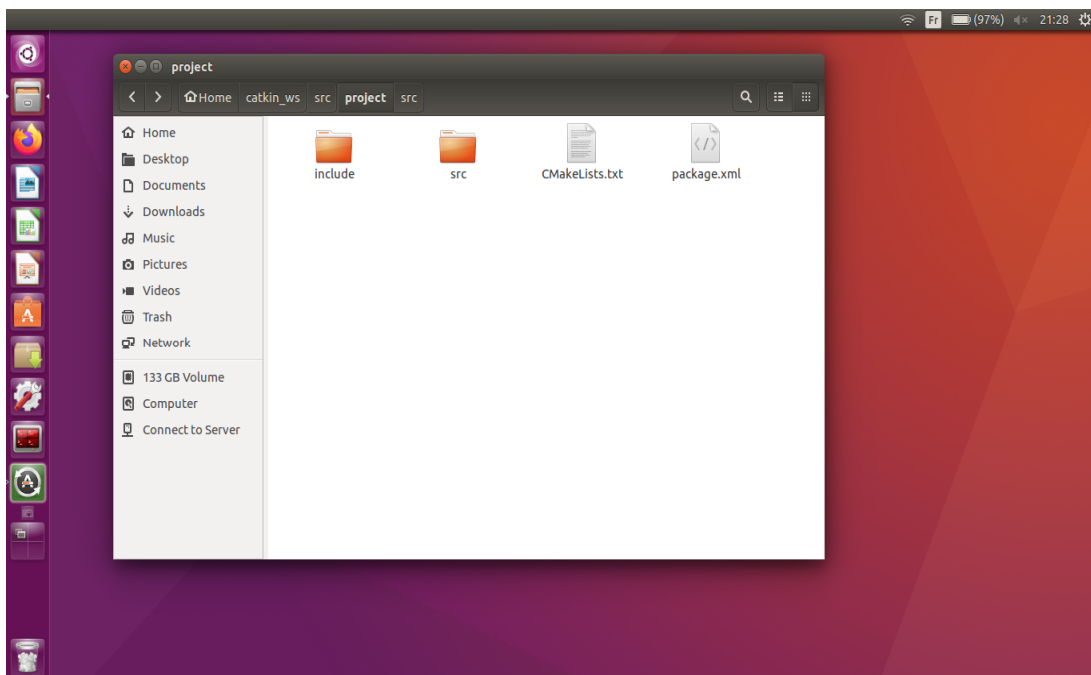 Fr (97%) 21:28
project
Home catkin_ws src project src
Home
Desktop
Documents
Downloads
Music
Pictures
Videos
Trash
Network
133 GB Volume
Computer
Connect to Server
include src CMakeLists.txt package.xml